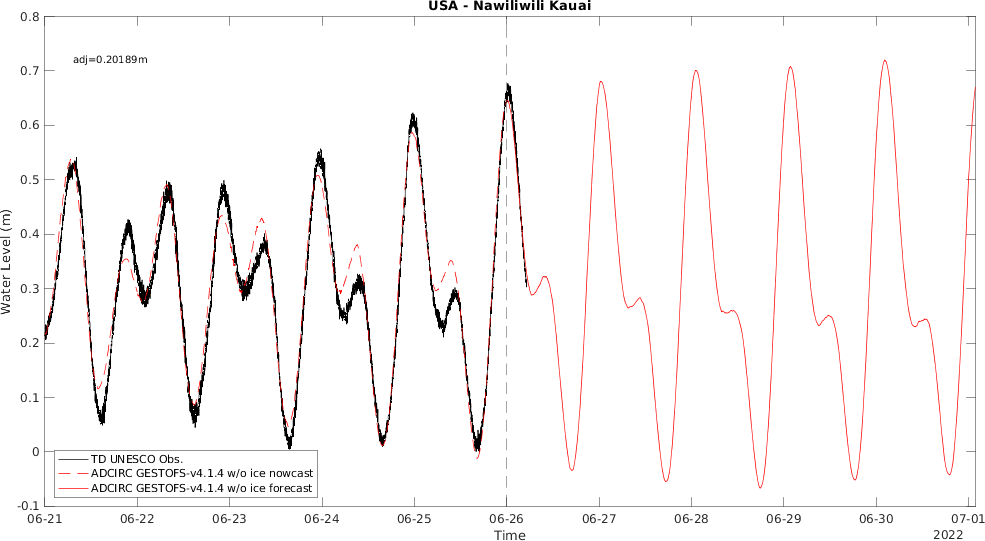 USA - Nawiliwili Kauai
adj=0.20189m
0.8
0.7
0.6
0.5
0.4
0.3
0.2
0.1
0
-0.1
Water Level (m)
TD UNESCO Obs.
ADCIRC GESTOFS-v4.1.4 w/o ice nowcast
ADCIRC GESTOFS-v4.1.4 w/o ice forecast
06-21 06-22 06-23 06-24 06-25 06-26 06-27 06-28 06-29 06-30 07-01
Time
2022